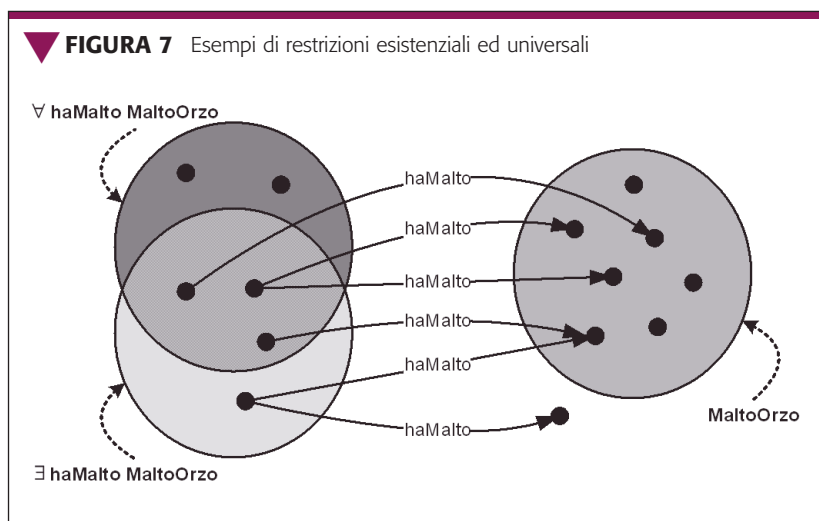 FIGURA 7 Esempi di restrizioni esistenziali ed universali
∀ haMalto MaltoOrzo
haMalto
haMalto
haMalto
haMalto
haMalto
haMalto
MaltoOrzo
∃ haMalto MaltoOrzo